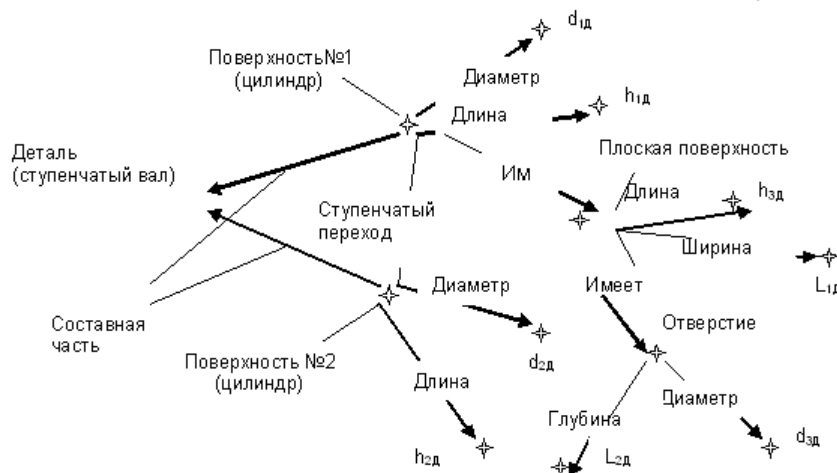 d1д
Поверхность№1
(цилиндр)
Диаметр
Длина
h1д
Деталь
(ступенчатый вал)
Плоская поверхность
Им
Длина
h3д
Ступенчатый
переход
Ширина
L1д
Диаметр
Имеет
Составная
часть
Отверстие
Поверхность №2
(цилиндр)
d2д
Длина
Диаметр
Глубина
d3д
h2д
L2д